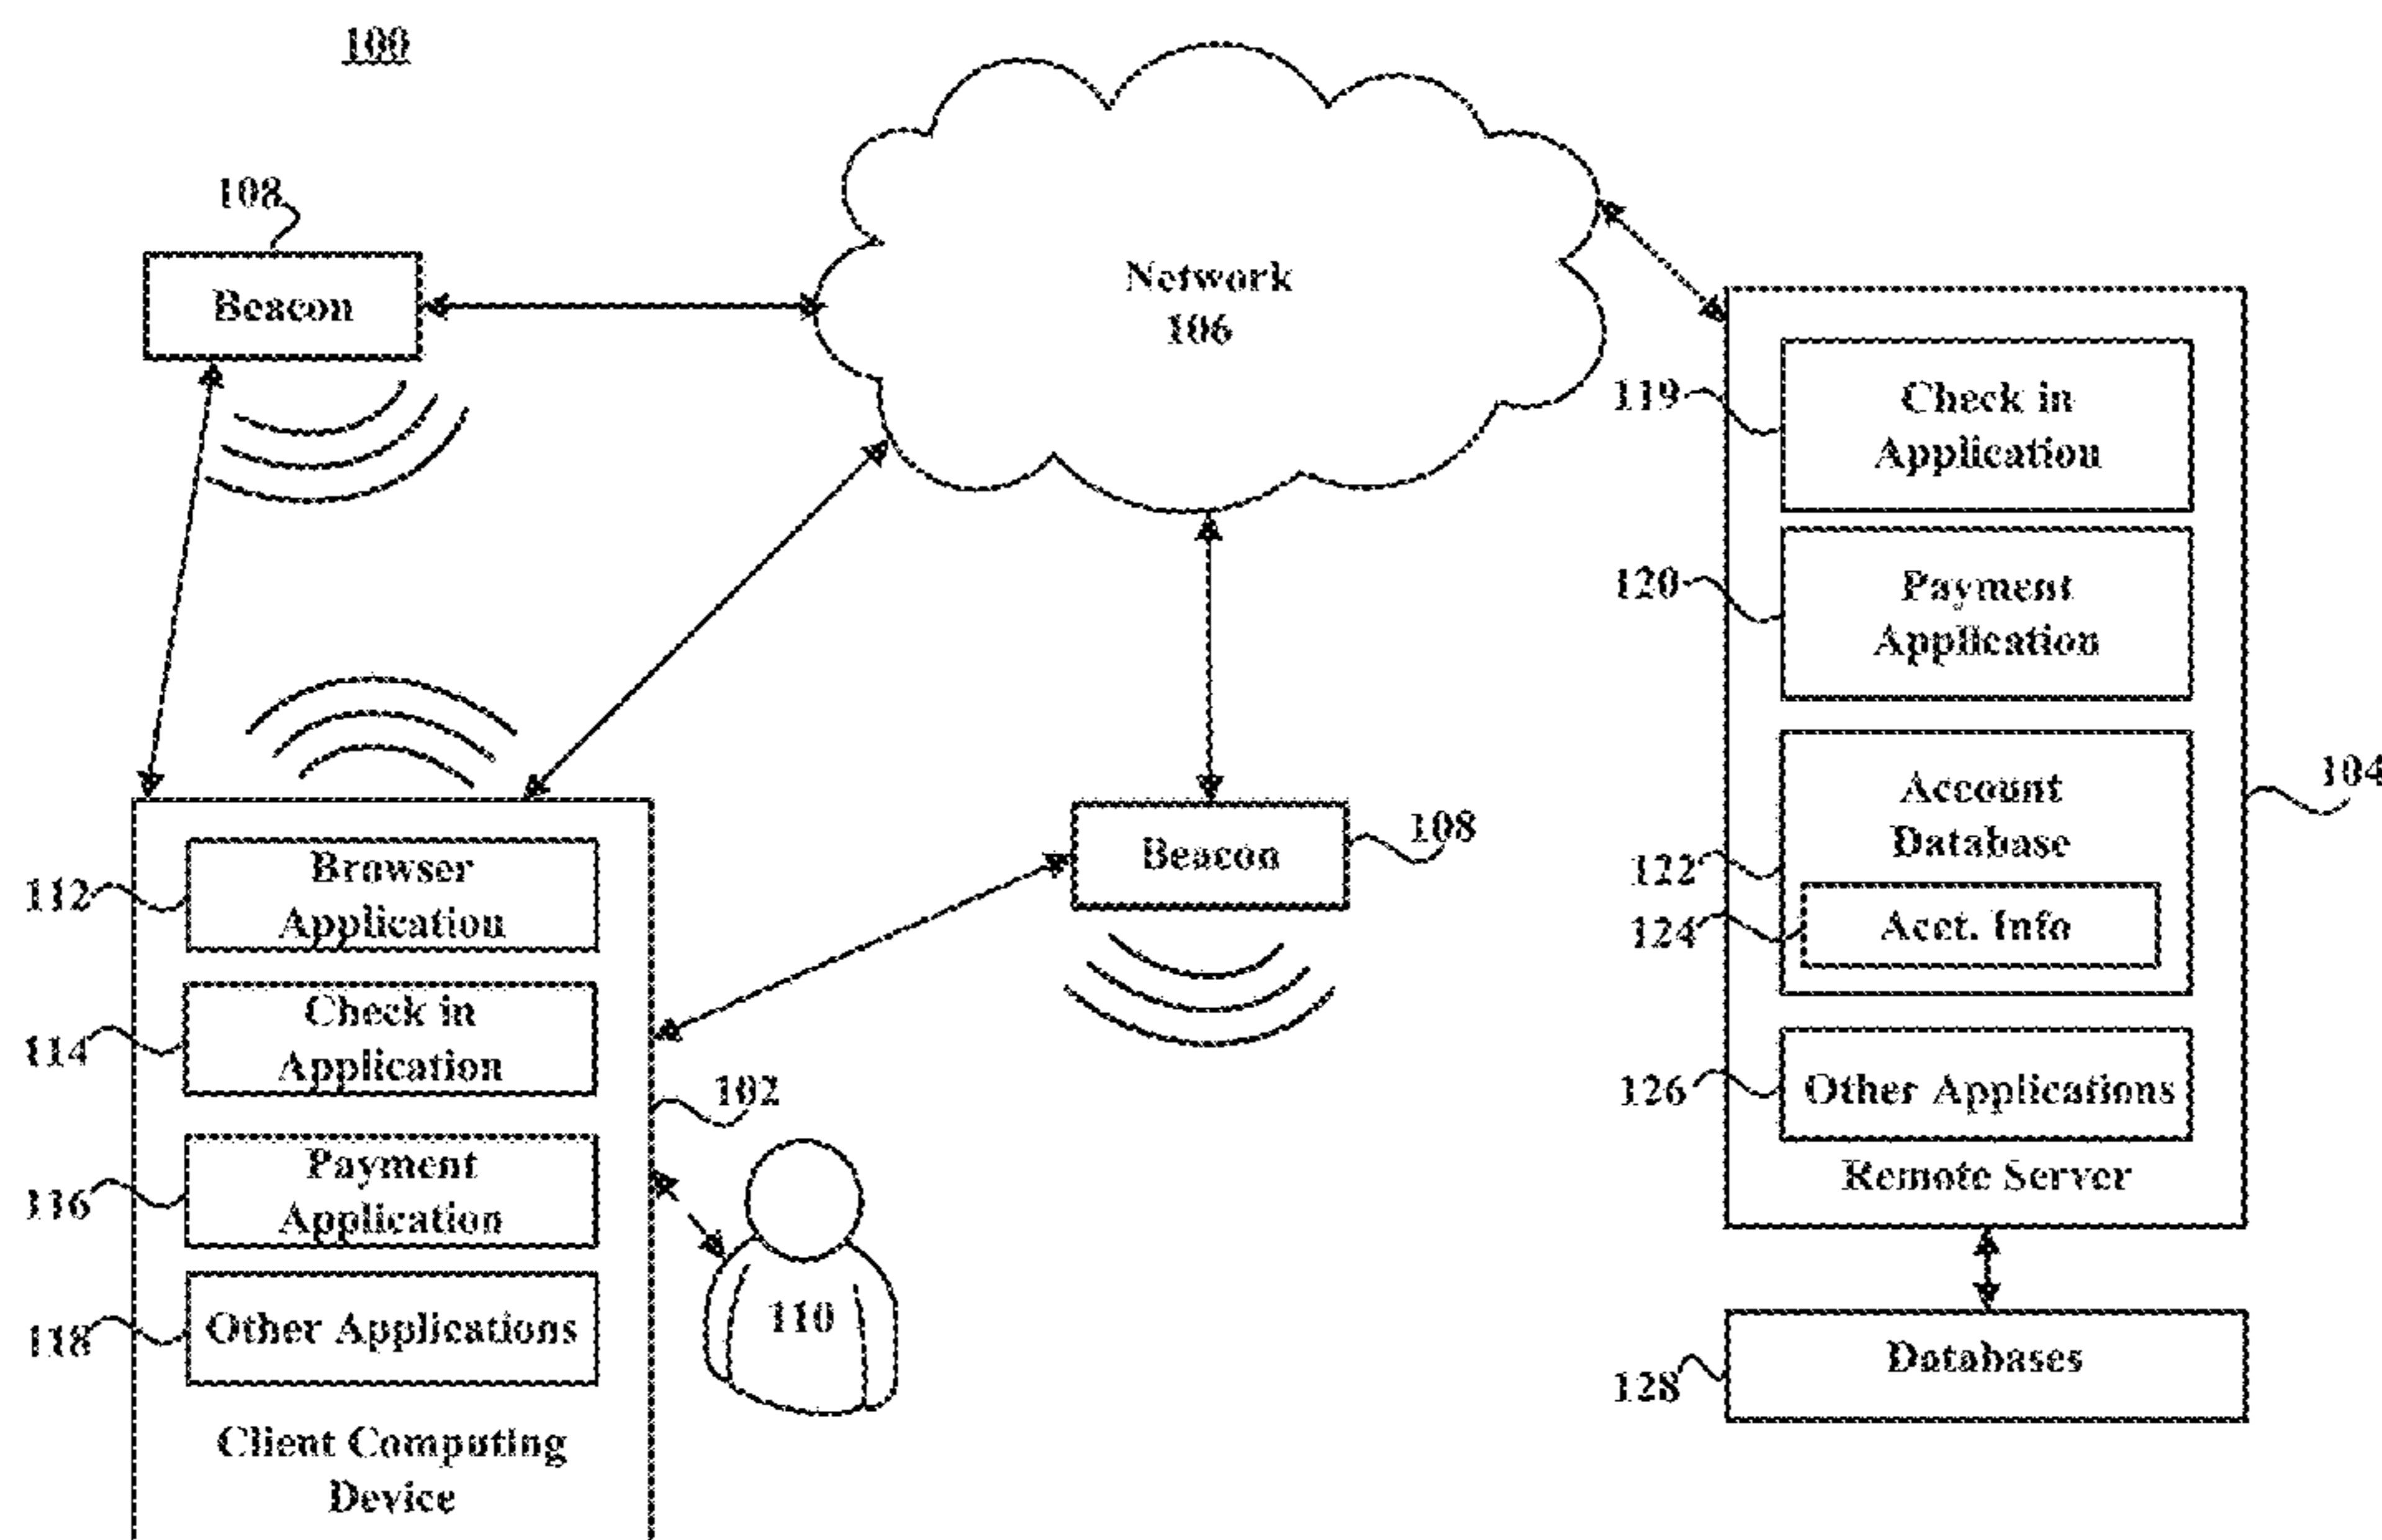 100
108
Beacon
Network
106
119
Check in
Application
120
Payment
Application
104
Account
Database
122
124
Acct. Info
126
Other Applications
Remote Server
128
Databases
Beacon
108
112
Browser
Application
114
Check in
Application
102
116
Payment
Application
110
118
Other Applications
Client Computing
Device